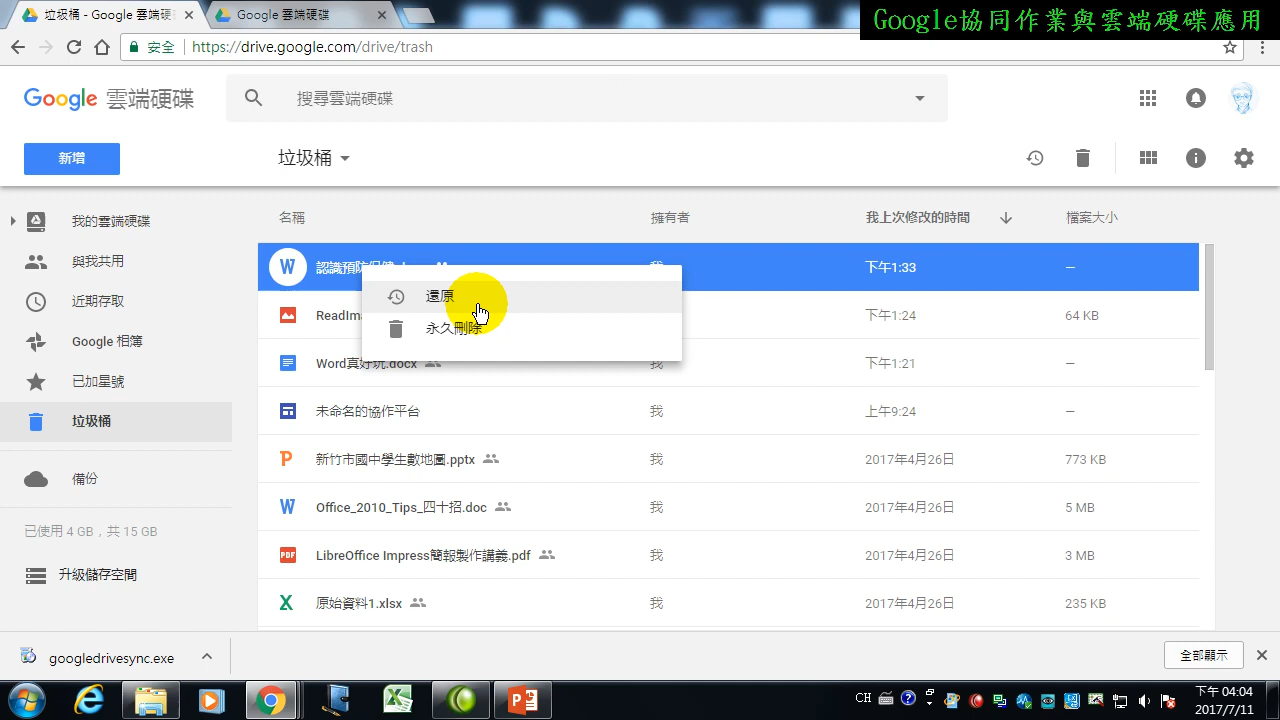 垃圾桶 - Google 雲端硬
Google 雲端硬碟
Google協同作業與雲端硬碟應用
安全
https://drive.google.com/drive/trash
Google 雲端硬碟
搜尋雲端硬碟
新增
垃圾桶
我的雲端硬碟
與我共用
近期存取
Google 相簿
已加星號
垃圾桶
備份
已使用 4 GB，共 15 GB
升級儲存空間
名稱 擁有者 我上次修改的時間 檔案大小
W 認識預防保健 下午1:33 –
還原
ReadIma 下午1:24 64 KB
永久刪除
Word真好玩.docx 我 下午1:21 –
未命名的協作平台 我 上午9:24 –
P 新竹市國中學生數地圖.pptx 我 2017年4月26日 773 KB
W Office_2010_Tips_四十招.doc 我 2017年4月26日 5 MB
PDF LibreOffice Impress簡報製作講義.pdf 我 2017年4月26日 3 MB
X 原始資料1.xlsx 我 2017年4月26日 235 KB
googledrivesync.exe
全部顯示
CH
下午 04:04
2017/7/11